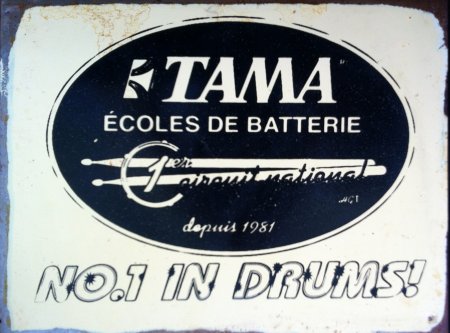 TAMA
ÉCOLES DE BATTERIE
1er Circuit national
depuis 1981
NO.1 IN DRUMS!